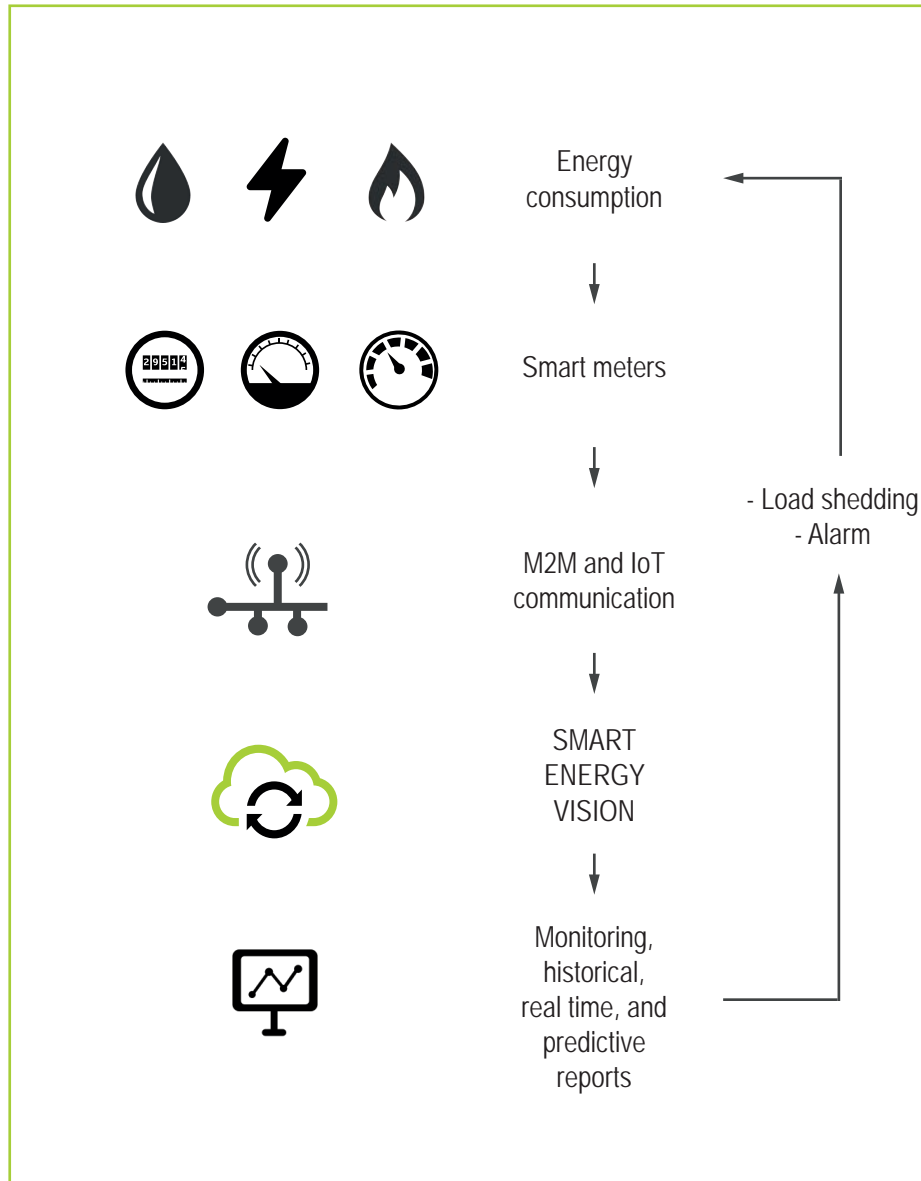 Energy
consumption
29514
Smart meters
- Load shedding
- Alarm
M2M and IoT
communication
SMART
ENERGY
VISION
Monitoring,
historical,
real time, and
predictive
reports